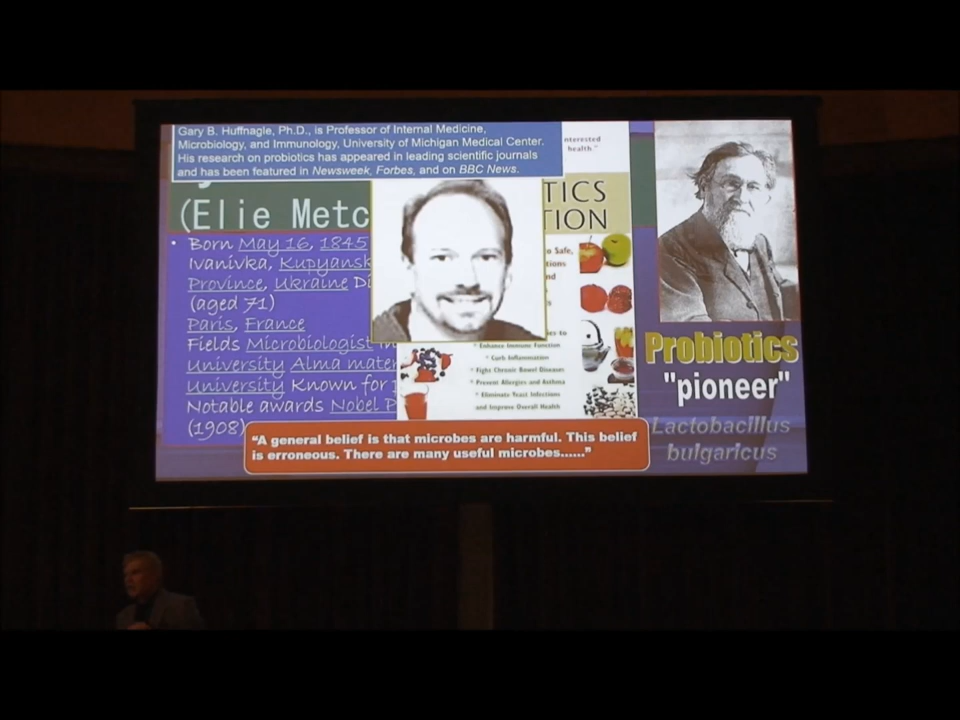 Gary B. Huffnagle, Ph.D., is Professor of Internal Medicine,
Microbiology, and Immunology, University of Michigan Medical Center.
His research on probiotics has appeared in leading scientific journals
and has been featured in Newsweek, Forbes, and on BBC News.
interested
health."
TICS
TION
(Elie Metc
• Born May 16, 1845
Ivanivka, Kupyansk
Province, Ukraine Di
(aged 71)
Paris, France
Fields Microbiologist
University Alma mater
University Known for
Notable awards Nobel P
(1908)
Safe,
* Enhance Immune Function
* Curb Inflammation
* Fight Chronic Bowel Diseases
* Prevent Allergies and Asthma
* Eliminate Yeast Infections
and Improve Overall Health
"A general belief is that microbes are harmful. This belief
is erroneous. There are many useful microbes......"
Probiotics
"pioneer"
Lactobacillus
bulgaricus